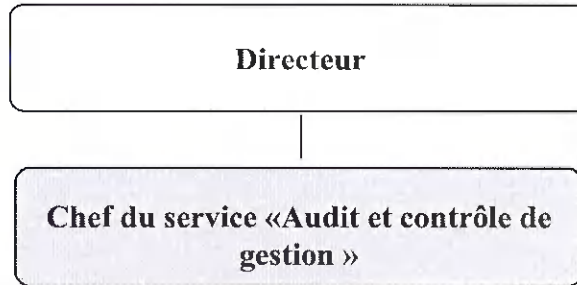 Directeur
Chef du service «Audit et contrôle de
gestion »